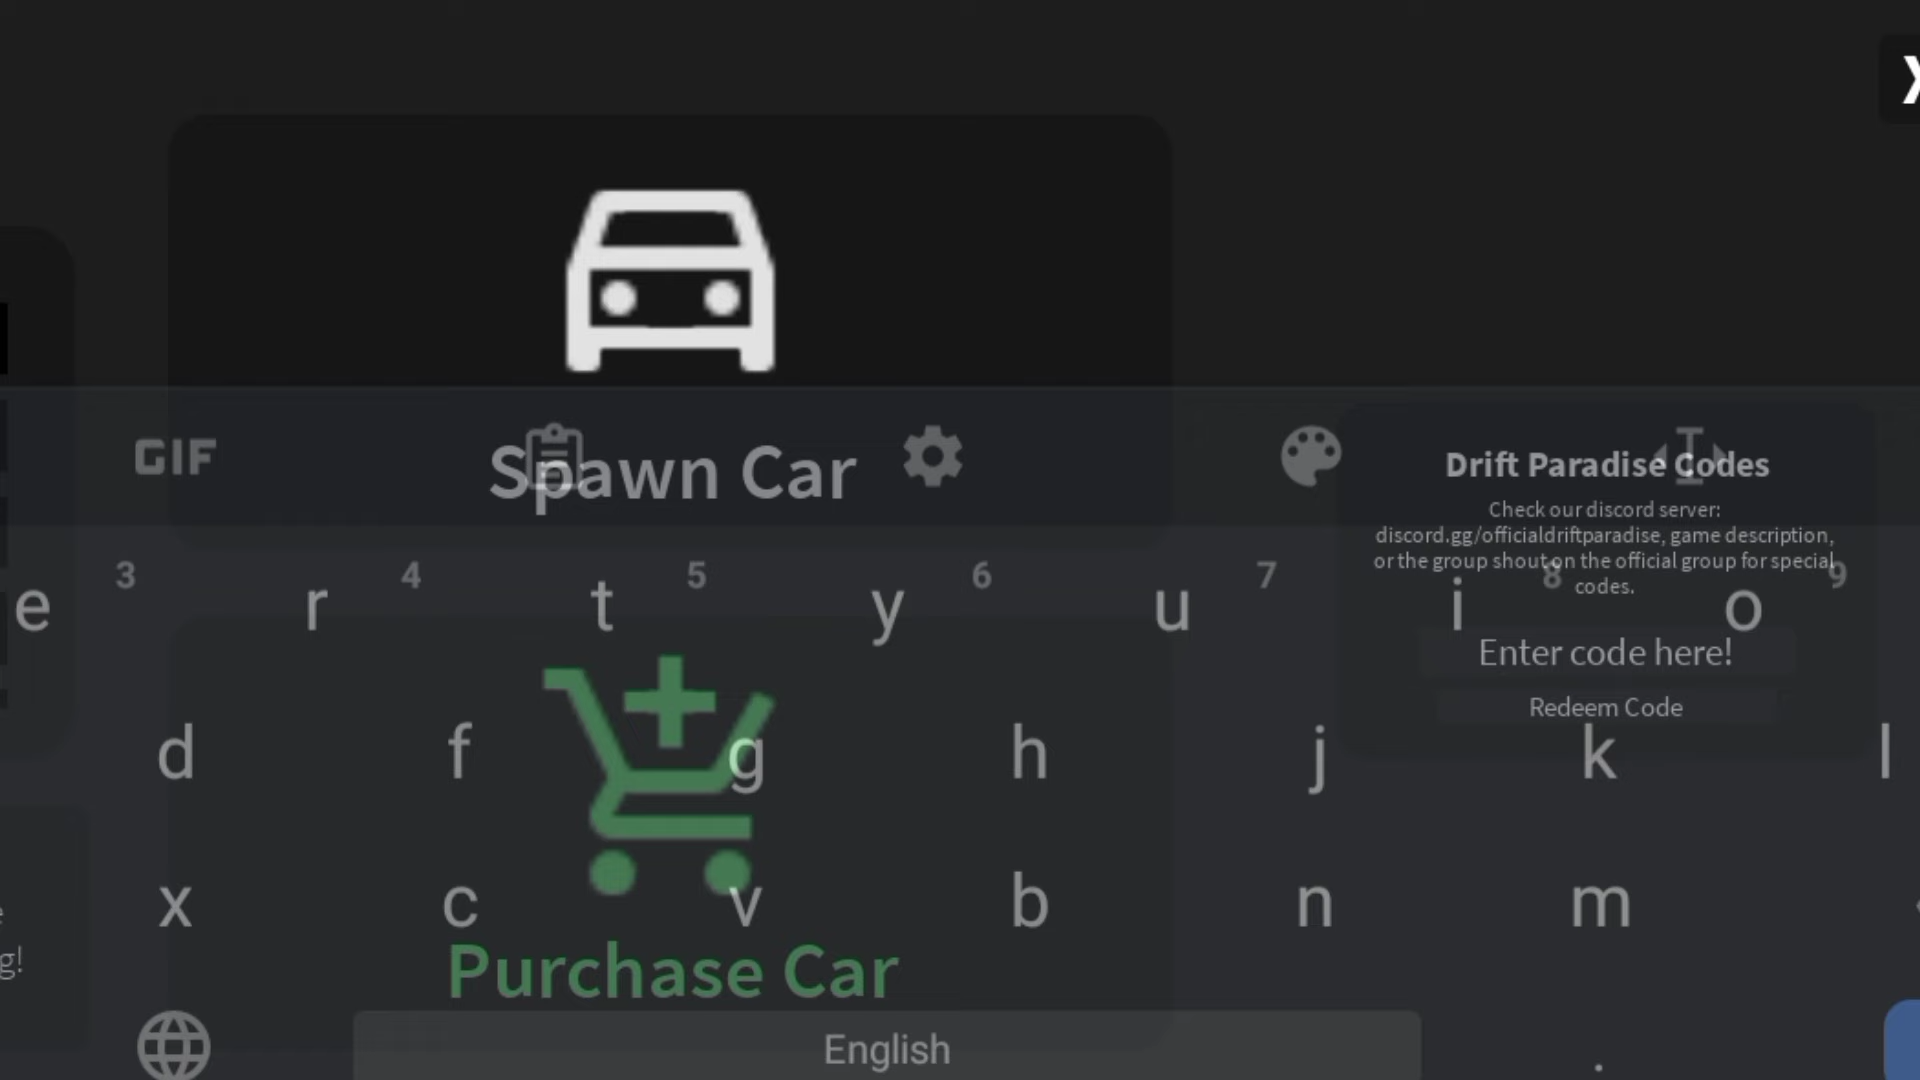 X
GIF
Spawn Car
Drift Paradise Codes
Check our discord server:
discord.gg/officialdriftparadise, game description,
or the group shout on the official group for special
codes.
3 4 5 6 7 8 9
e r t y u i o
Enter code here!
Redeem Code
d f g h j k l
x c v b n m
g!
Purchase Car
English
.